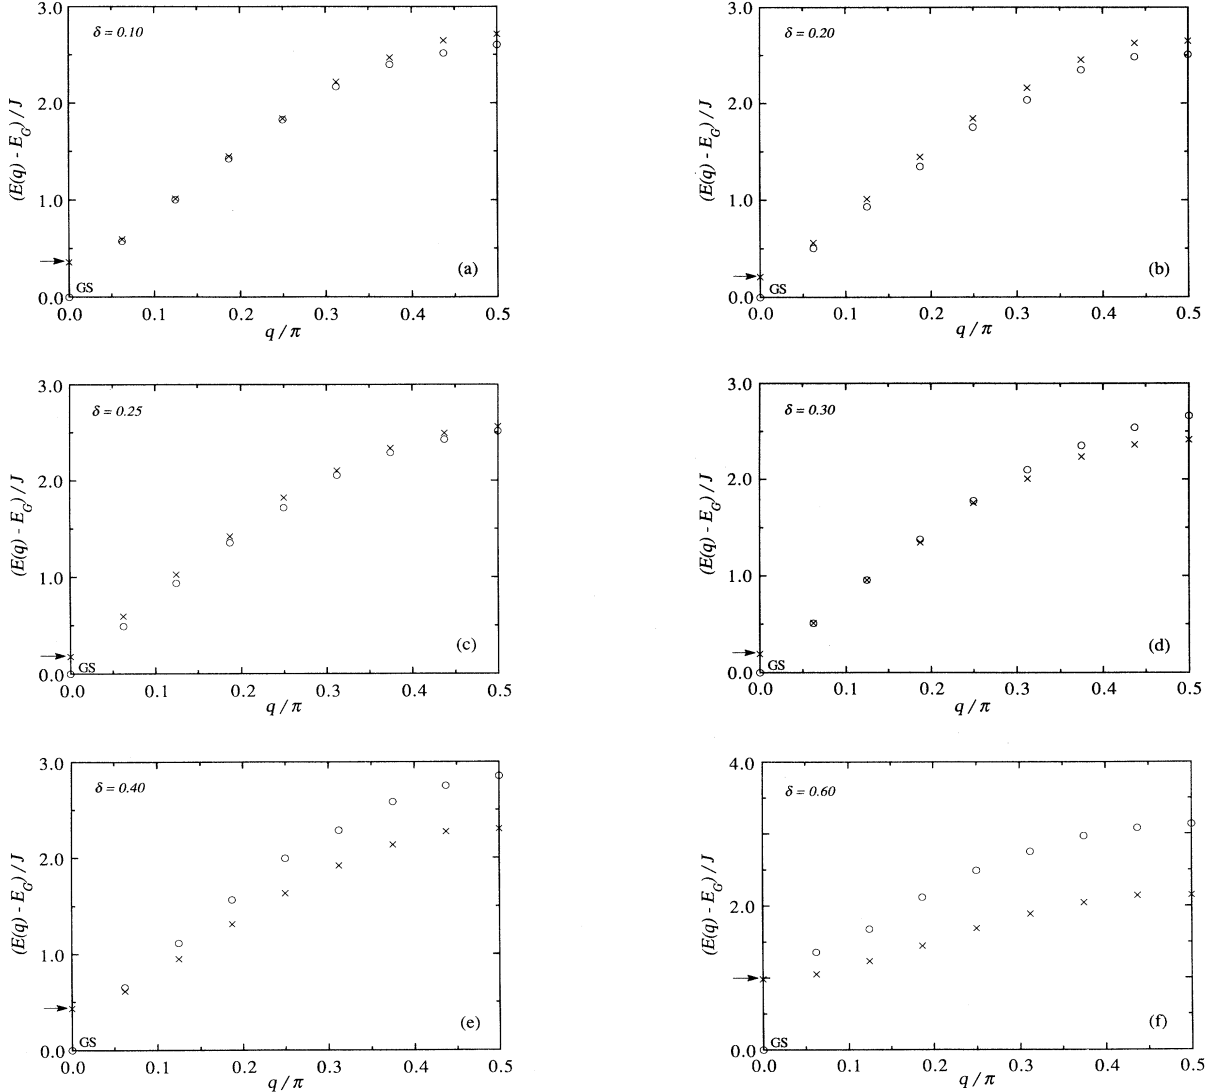 3.0
δ = 0.10
2.0
(E(q) - E_G) / J
1.0
(a)
GS
0.0
0.0 0.1 0.2 0.3 0.4 0.5
q / π
3.0
δ = 0.20
2.0
(E(q) - E_G) / J
1.0
(b)
GS
0.0
0.0 0.1 0.2 0.3 0.4 0.5
q / π
3.0
δ = 0.25
2.0
(E(q) - E_G) / J
1.0
(c)
GS
0.0
0.0 0.1 0.2 0.3 0.4 0.5
q / π
3.0
δ = 0.30
2.0
(E(q) - E_G) / J
1.0
(d)
GS
0.0
0.0 0.1 0.2 0.3 0.4 0.5
q / π
3.0
δ = 0.40
2.0
(E(q) - E_G) / J
1.0
(e)
GS
0.0
0.0 0.1 0.2 0.3 0.4 0.5
q / π
4.0
δ = 0.60
2.0
(E(q) - E_G) / J
(f)
GS
0.0
0.0 0.1 0.2 0.3 0.4 0.5
q / π